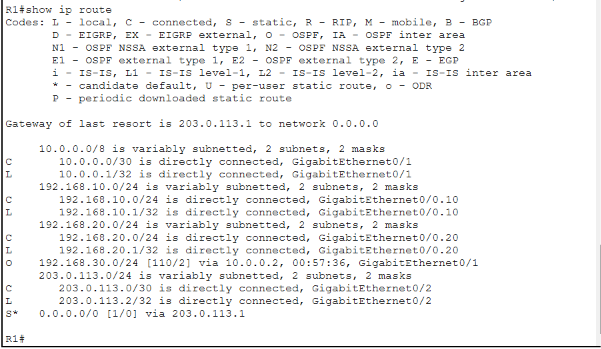 R1#show ip route
Codes: L - local, C - connected, S - static, R - RIP, M - mobile, B - BGP
D - EIGRP, EX - EIGRP external, O - OSPF, IA - OSPF inter area
N1 - OSPF NSSA external type 1, N2 - OSPF NSSA external type 2
E1 - OSPF external type 1, E2 - OSPF external type 2, E - EGP
i - IS-IS, L1 - IS-IS level-1, L2 - IS-IS level-2, ia - IS-IS inter area
* - candidate default, U - per-user static route, o - ODR
P - periodic downloaded static route
Gateway of last resort is 203.0.113.1 to network 0.0.0.0
10.0.0.0/8 is variably subnetted, 2 subnets, 2 masks
C 10.0.0.0/30 is directly connected, GigabitEthernet0/1
L 10.0.0.1/32 is directly connected, GigabitEthernet0/1
192.168.10.0/24 is variably subnetted, 2 subnets, 2 masks
C 192.168.10.0/24 is directly connected, GigabitEthernet0/0.10
L 192.168.10.1/32 is directly connected, GigabitEthernet0/0.10
192.168.20.0/24 is variably subnetted, 2 subnets, 2 masks
C 192.168.20.0/24 is directly connected, GigabitEthernet0/0.20
L 192.168.20.1/32 is directly connected, GigabitEthernet0/0.20
O 192.168.30.0/24 [110/2] via 10.0.0.2, 00:57:36, GigabitEthernet0/1
203.0.113.0/24 is variably subnetted, 2 subnets, 2 masks
C 203.0.113.0/30 is directly connected, GigabitEthernet0/2
L 203.0.113.2/32 is directly connected, GigabitEthernet0/2
S* 0.0.0.0/0 [1/0] via 203.0.113.1
R1#